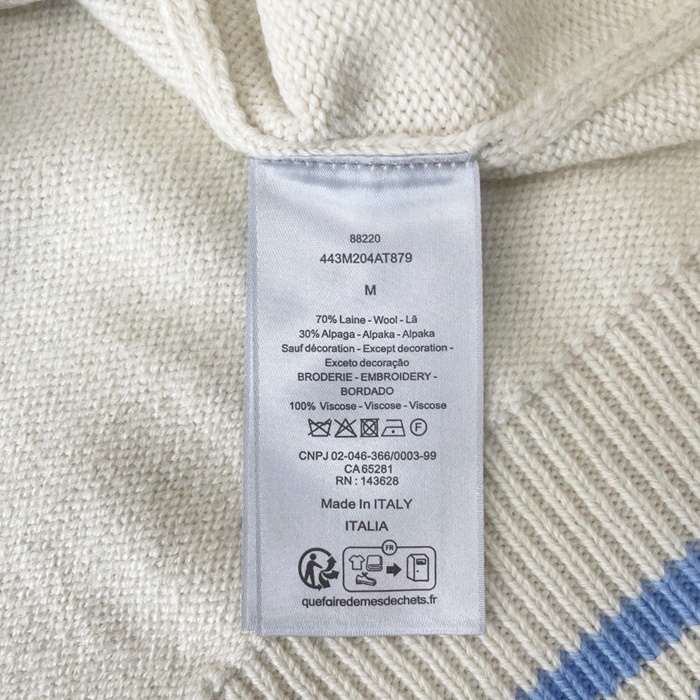 88220
443M204AT879
M
70% Laine - Wool - Lã
30% Alpaga - Alpaka - Alpaka
Sauf décoration - Except decoration -
Exceto decoração
BRODERIE - EMBROIDERY -
BORDADO
100% Viscose - Viscose - Viscose
F
CNPJ 02-046-366/0003-99
CA 65281
RN : 143628
Made In ITALY
ITALIA
FR
quefairedemesdechets.fr